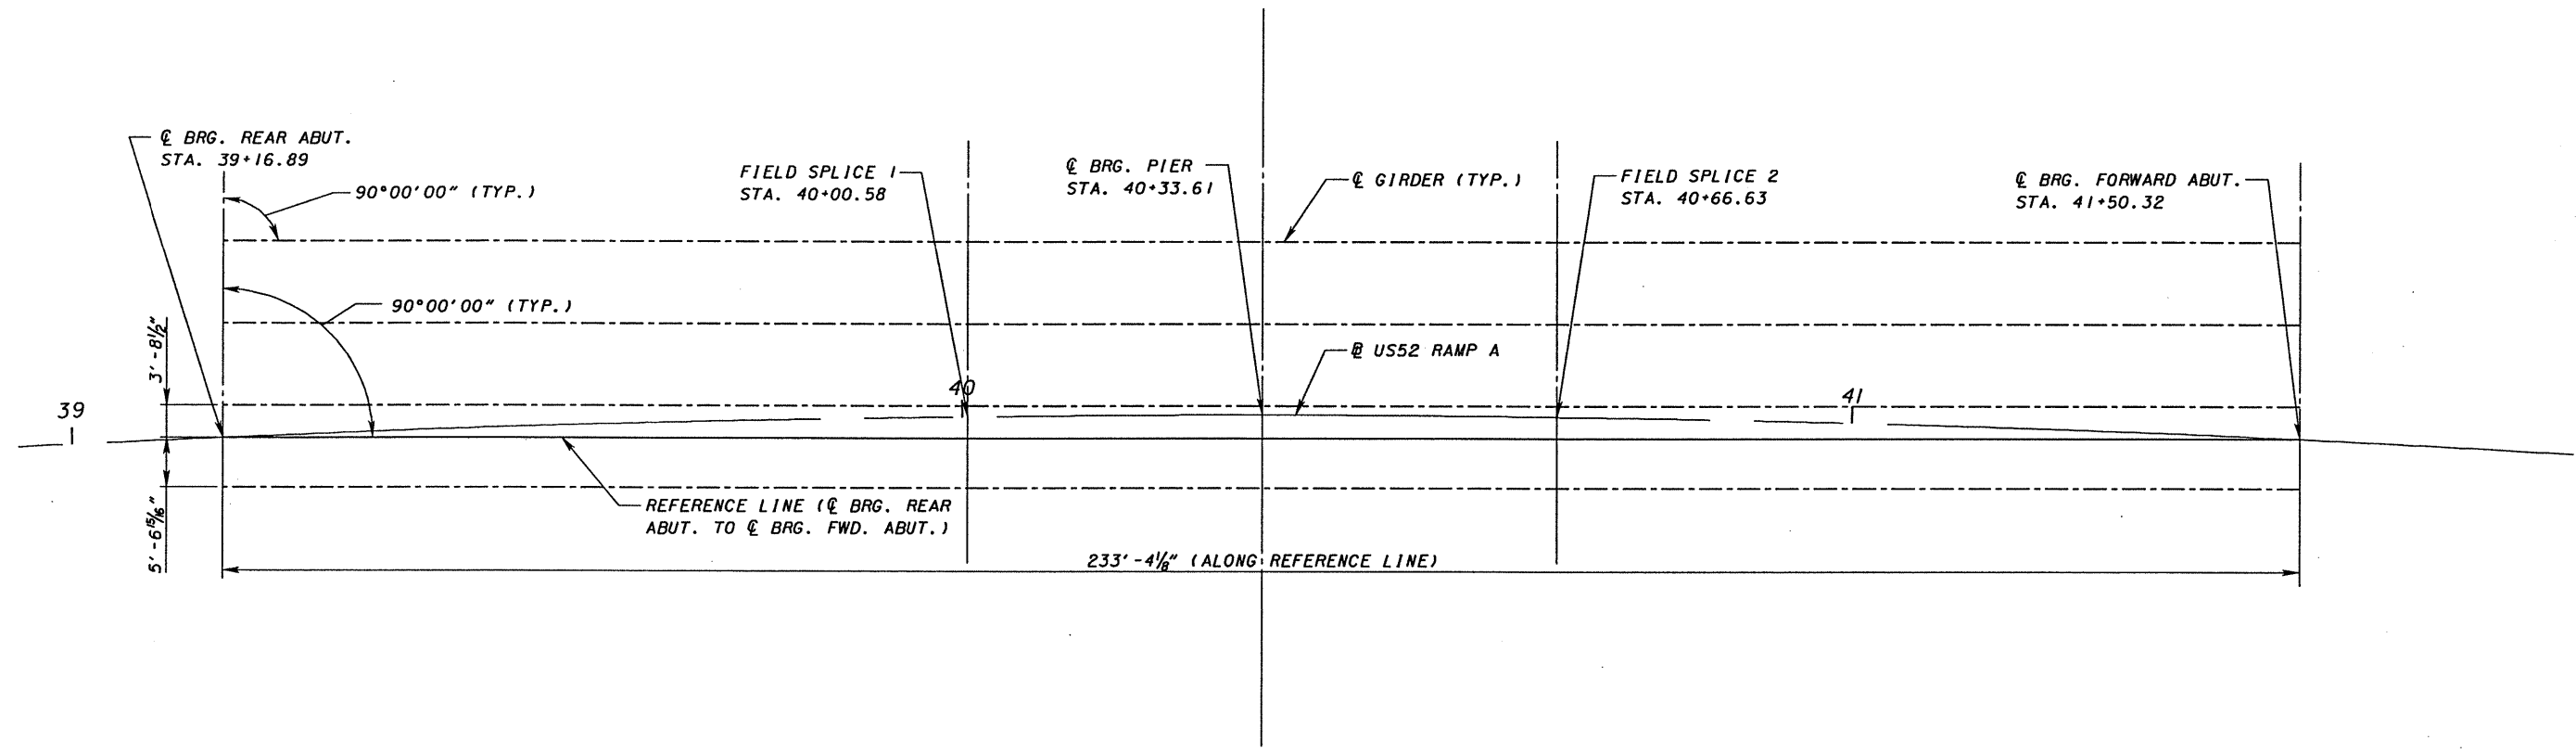 ℄ BRG. REAR ABUT.
STA. 39+16.89
90°00'00" (TYP.)
FIELD SPLICE 1
STA. 40+00.58
℄ BRG. PIER
STA. 40+33.61
℄ GIRDER (TYP.)
FIELD SPLICE 2
STA. 40+66.63
℄ BRG. FORWARD ABUT.
STA. 41+50.32
90°00'00" (TYP.)
3'-8½"
℄ US52 RAMP A
39
40
41
5'-6 15/16"
REFERENCE LINE (℄ BRG. REAR
ABUT. TO ℄ BRG. FWD. ABUT.)
233'-4⅛" (ALONG REFERENCE LINE)